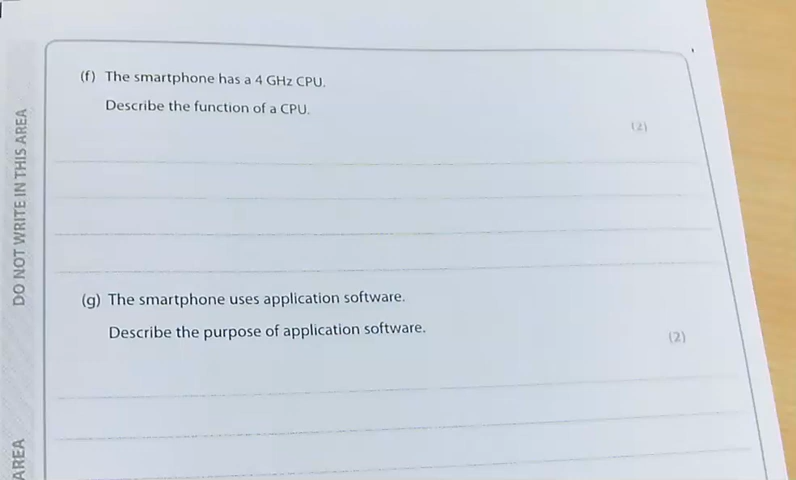 (f) The smartphone has a 4 GHz CPU.
Describe the function of a CPU.
(2)
(g) The smartphone uses application software.
Describe the purpose of application software.
(2)
DO NOT WRITE IN THIS AREA
AREA